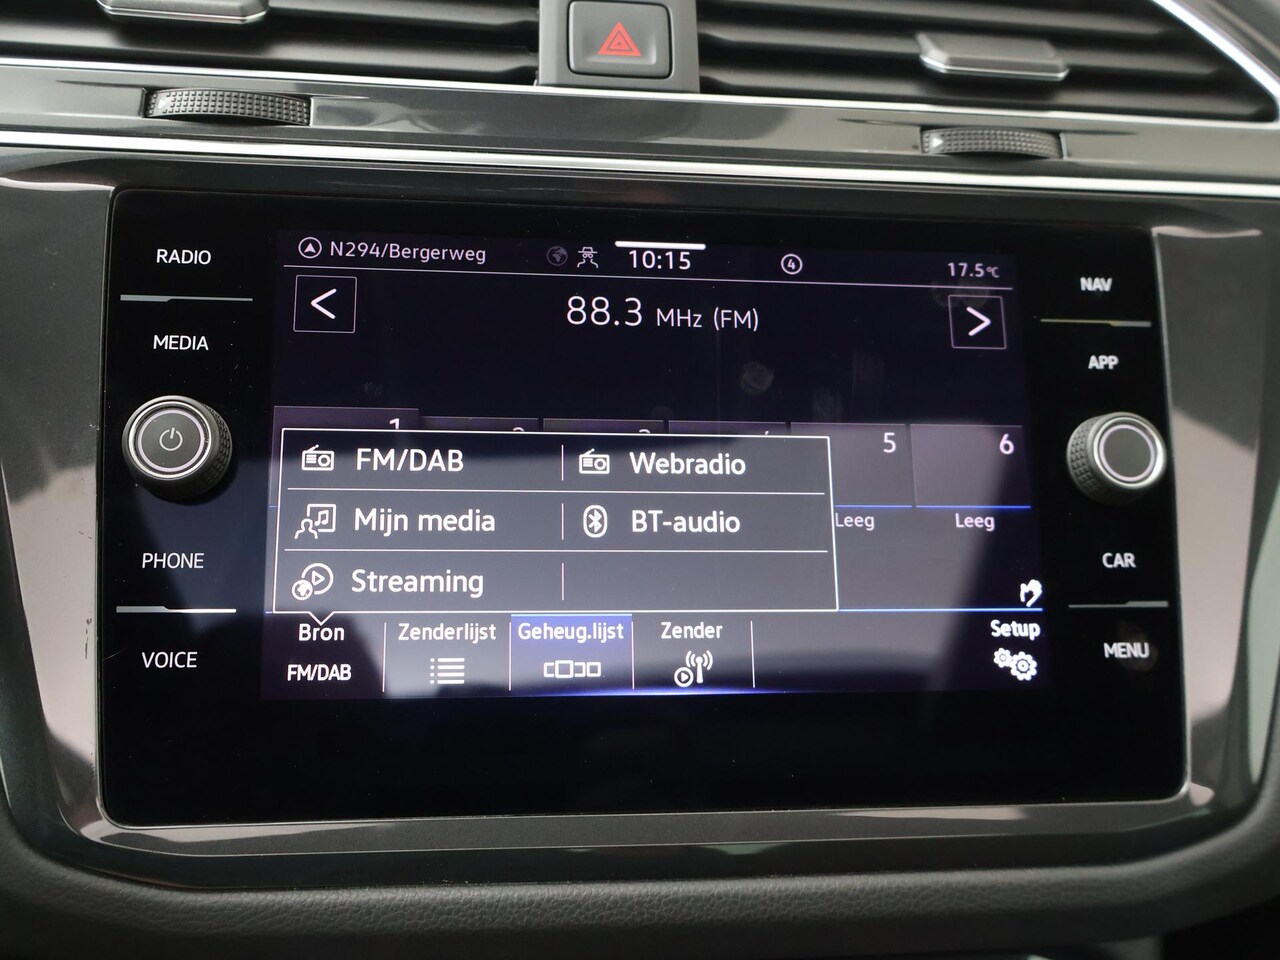 RADIO
MEDIA
PHONE
VOICE
N294/Bergerweg
10:15
4
17.5°C
88.3 MHz (FM)
1
5
6
Leeg
Leeg
FM/DAB
Webradio
Mijn media
BT-audio
Streaming
Bron
FM/DAB
Zenderlijst
Geheug.lijst
Zender
Setup
NAV
APP
CAR
MENU